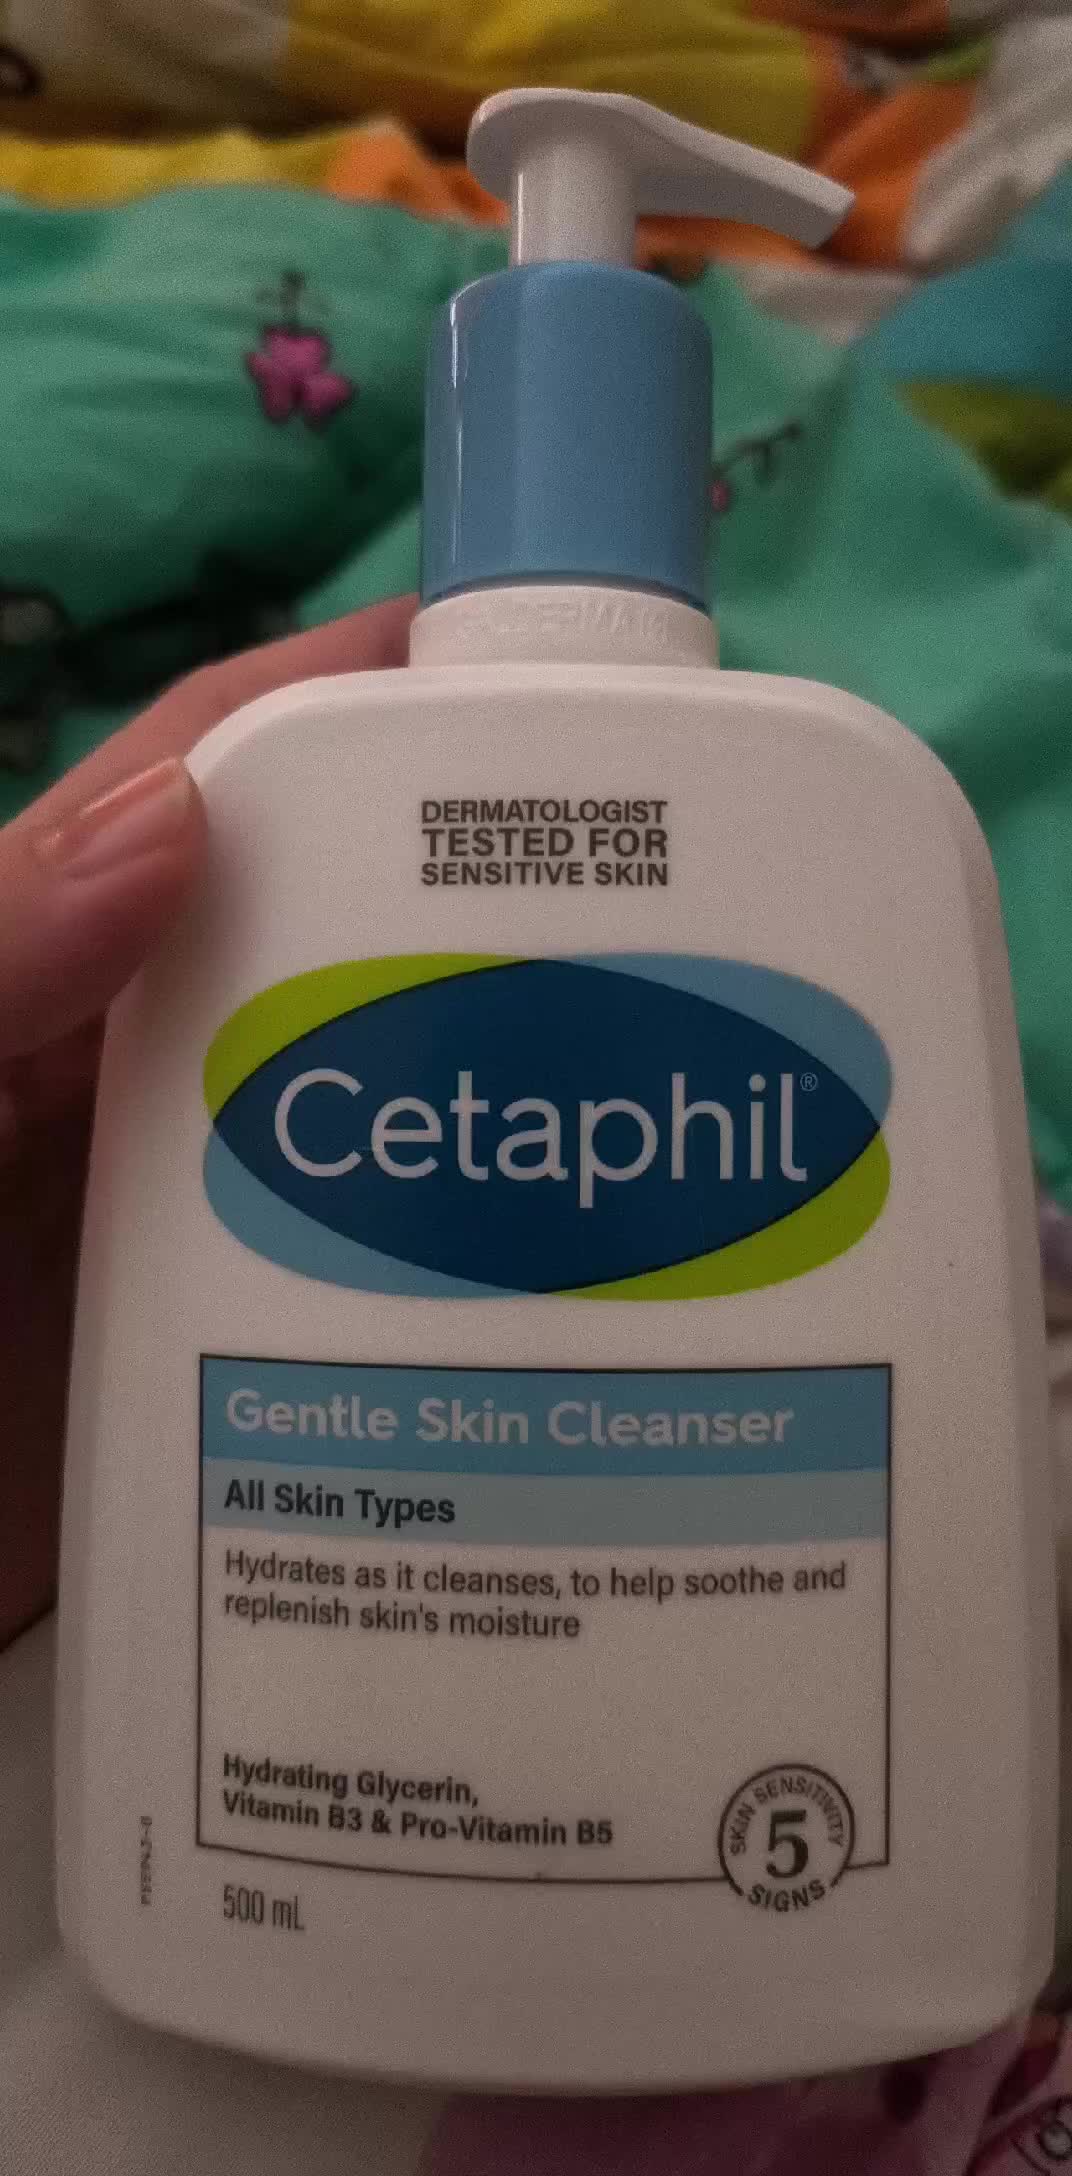 DERMATOLOGIST
TESTED FOR
SENSITIVE SKIN
Cetaphil®
Gentle Skin Cleanser
All Skin Types
Hydrates as it cleanses, to help soothe and
replenish skin's moisture
Hydrating Glycerin,
Vitamin B3 & Pro-Vitamin B5
SKIN SENSITIVITY
5
SIGNS
500 mL